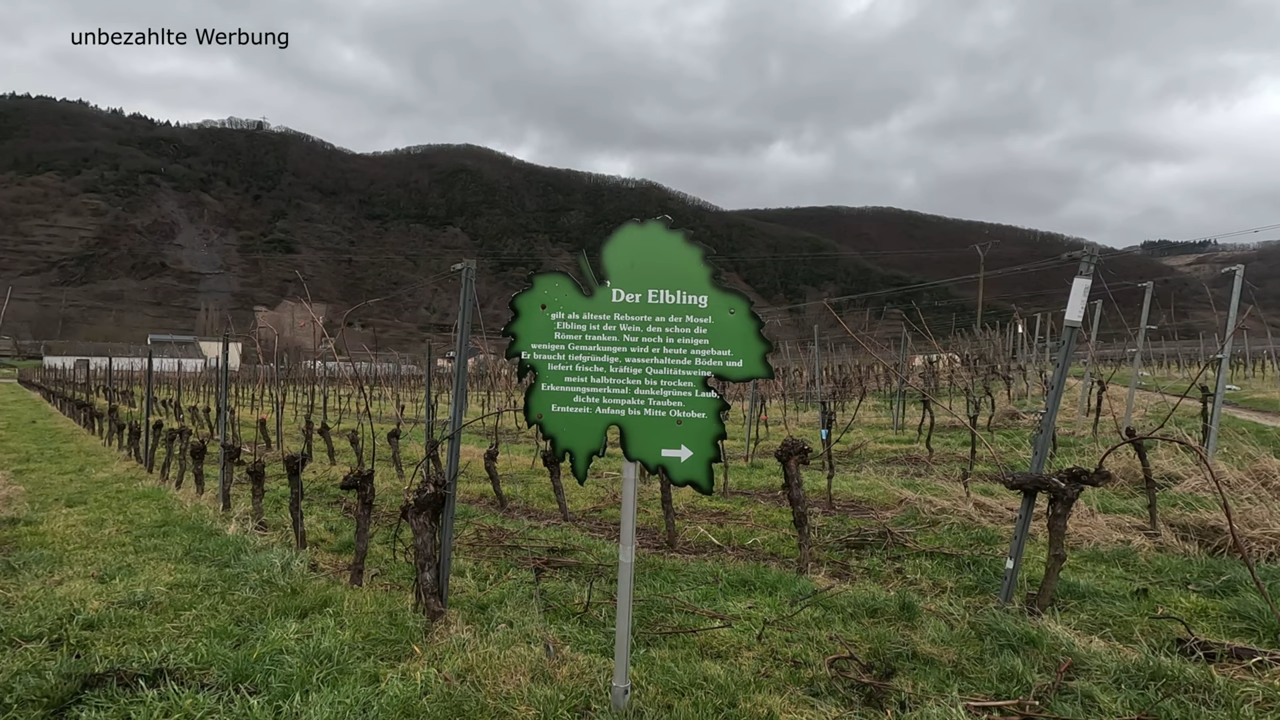 unbezahlte Werbung
Der Elbling
gilt als älteste Rebsorte an der Mosel.
Elbling ist der Wein, den schon die
Römer tranken. Nur noch in einigen
wenigen Gemarkungen wird er heute angebaut.
Er braucht tiefgründige, wasserhaltende Böden und
liefert frische, kräftige Qualitätsweine,
meist halbtrocken bis trocken.
Erkennungsmerkmal: dunkelgrünes Laub,
dichte kompakte Trauben.
Erntezeit: Anfang bis Mitte Oktober.